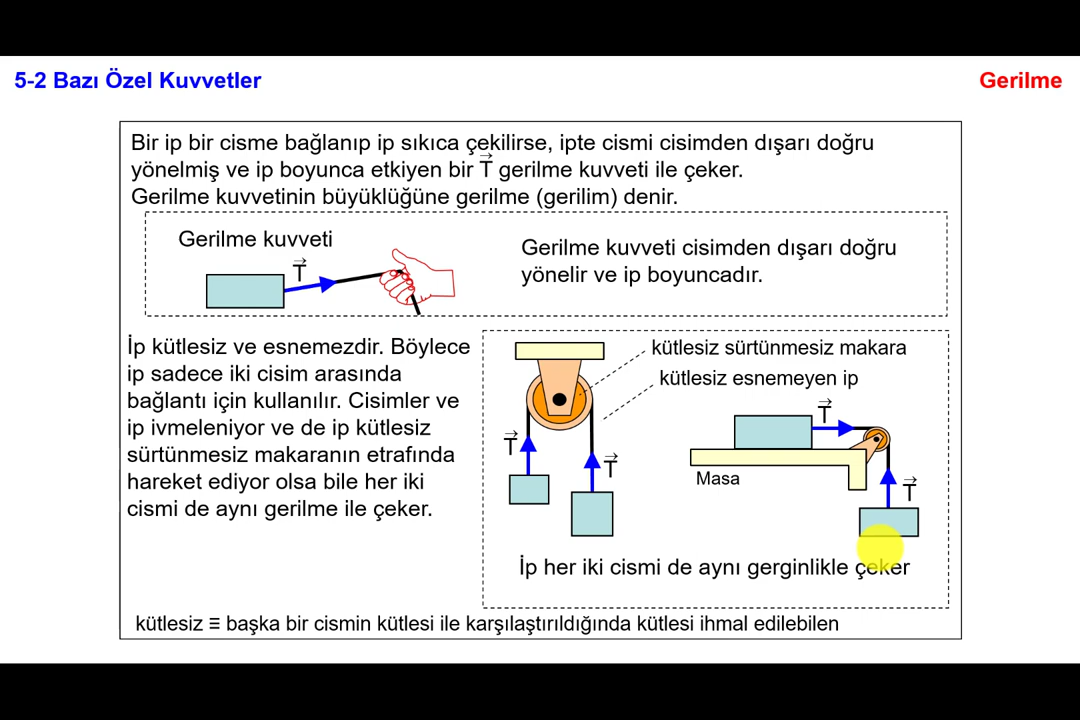 5-2 Bazı Özel Kuvvetler
Gerilme
Bir ip bir cisme bağlanıp ip sıkıca çekilirse, ipte cismi cisimden dışarı doğru
yönelmiş ve ip boyunca etkiyen bir T gerilme kuvveti ile çeker.
Gerilme kuvvetinin büyüklüğüne gerilme (gerilim) denir.
Gerilme kuvveti
T
Gerilme kuvveti cisimden dışarı doğru
yönelir ve ip boyuncadır.
İp kütlesiz ve esnemezdir. Böylece
ip sadece iki cisim arasında
bağlantı için kullanılır. Cisimler ve
ip ivmeleniyor ve de ip kütlesiz
sürtünmesiz makaranın etrafında
hareket ediyor olsa bile her iki
cismi de aynı gerilme ile çeker.
kütlesiz sürtünmesiz makara
kütlesiz esnemeyen ip
T
T
T
Masa
T
İp her iki cismi de aynı gerginlikle çeker
kütlesiz ≡ başka bir cismin kütlesi ile karşılaştırıldığında kütlesi ihmal edilebilen